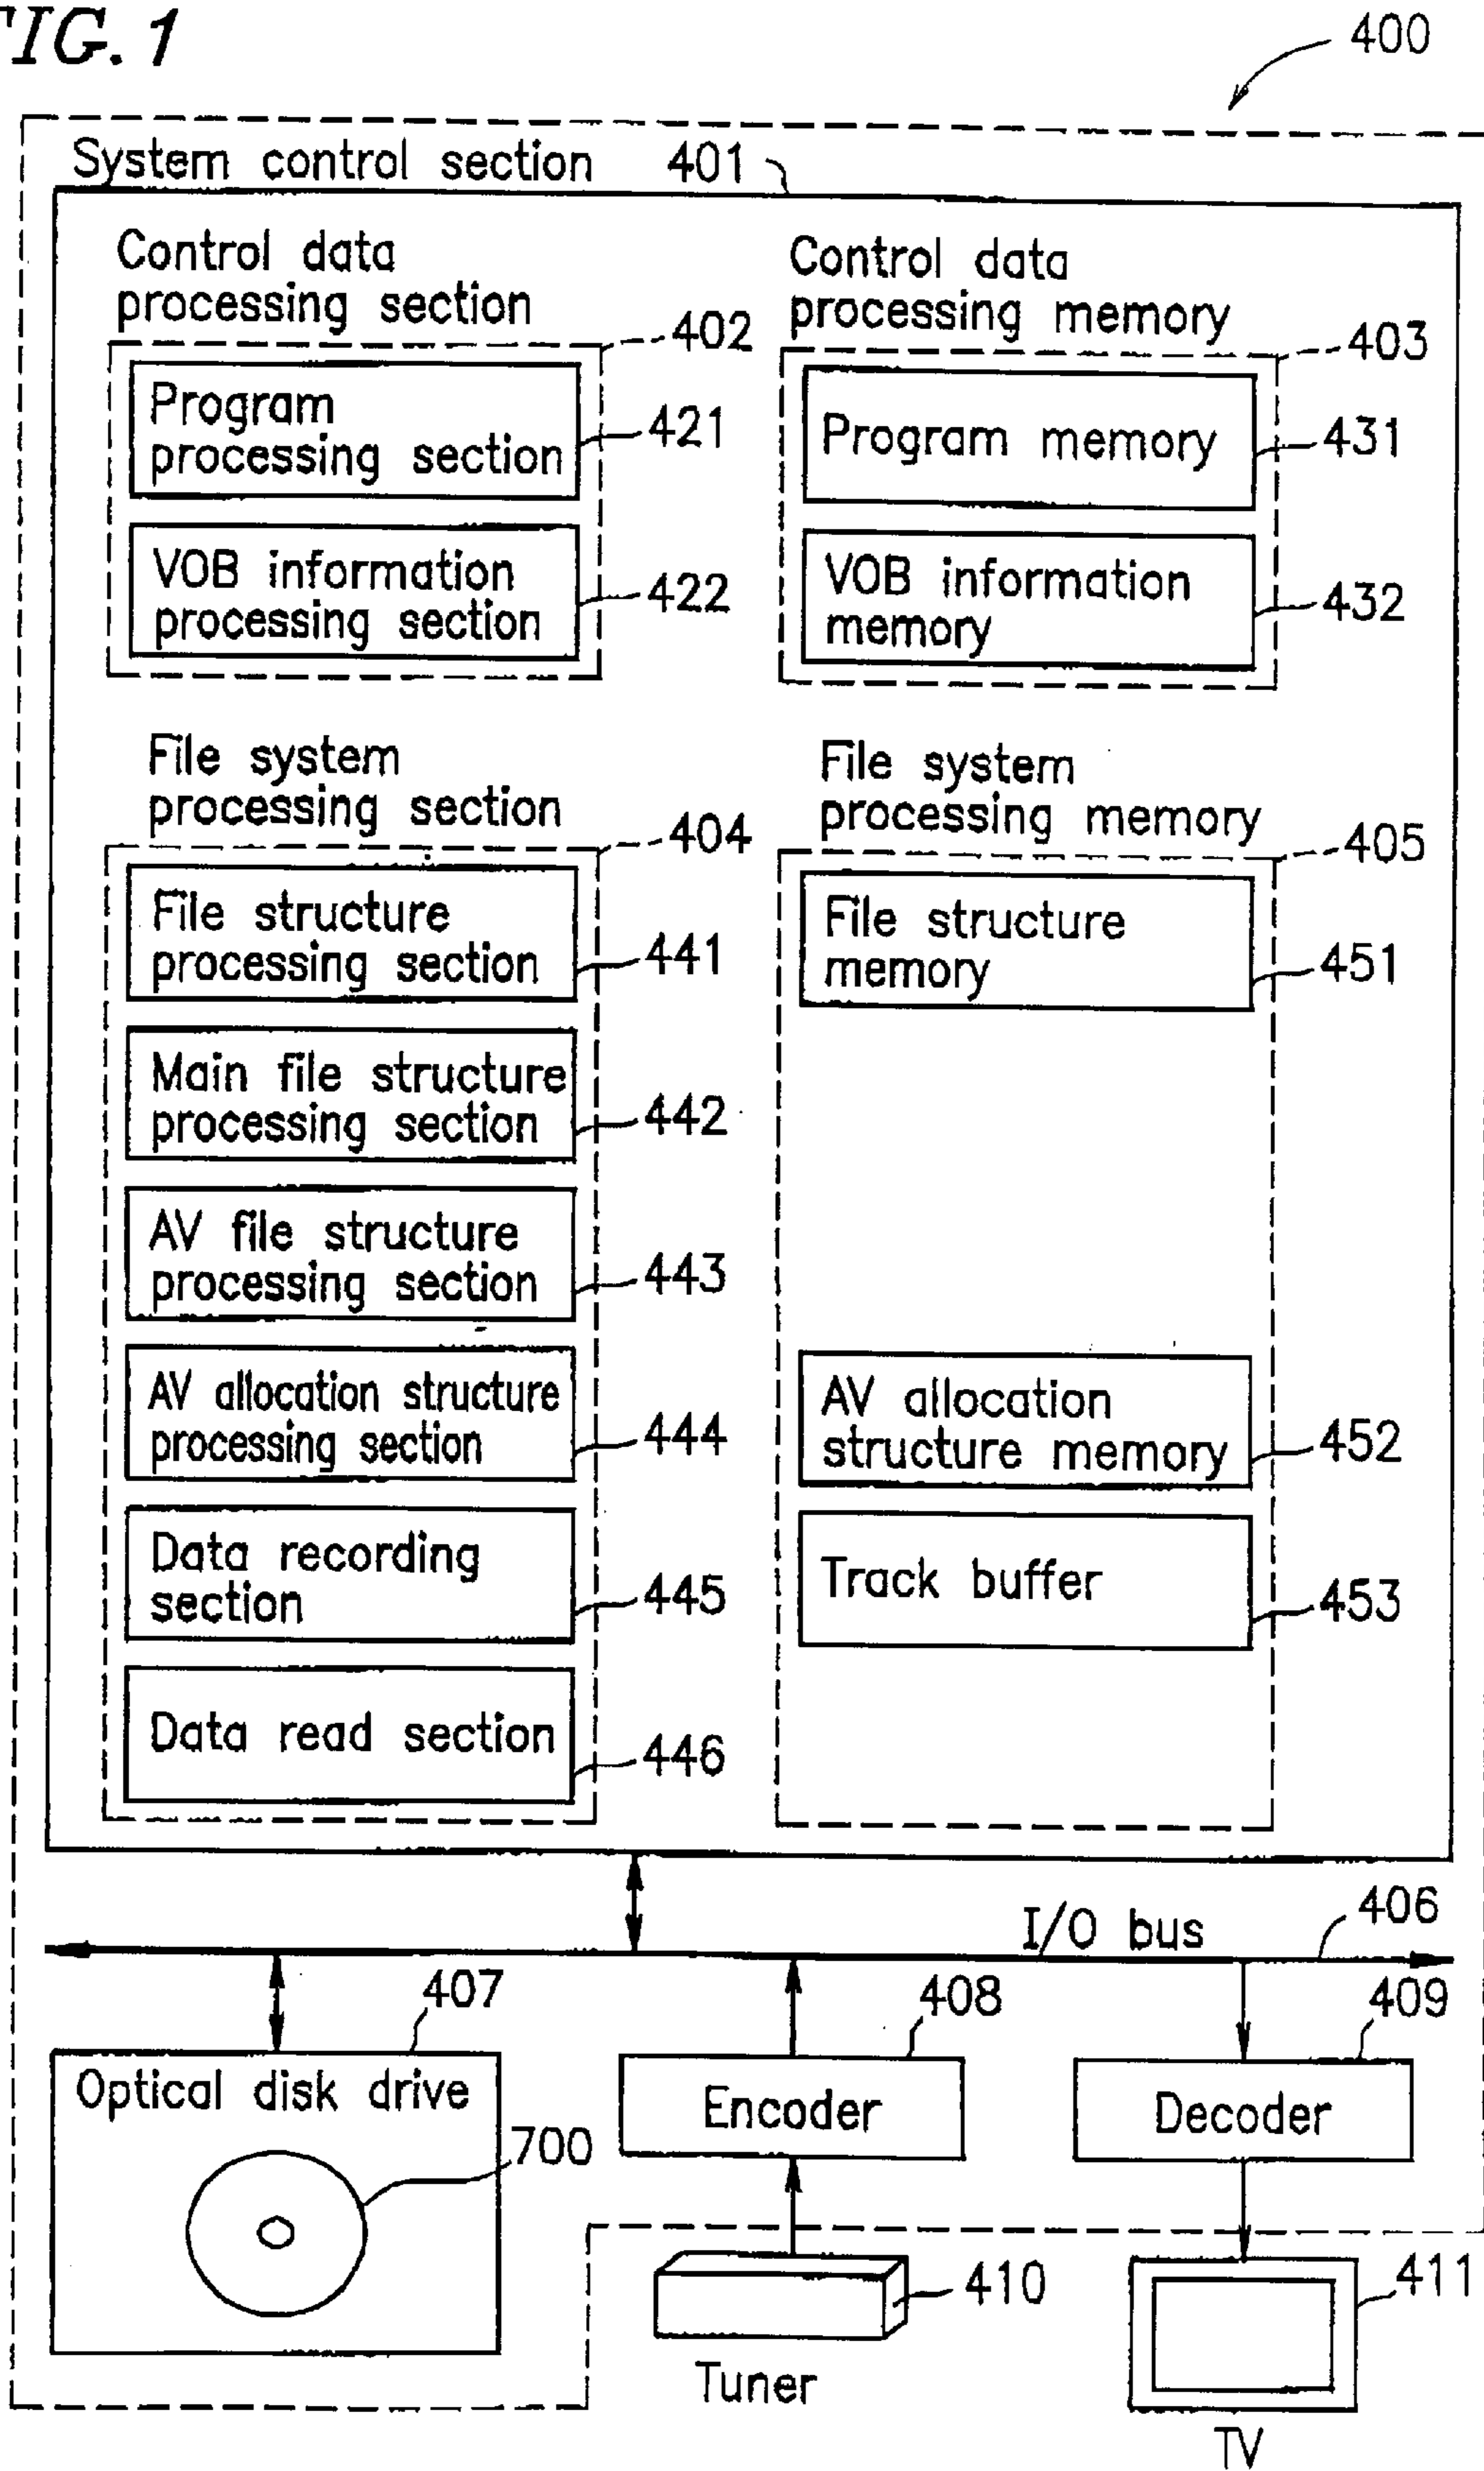 FIG. 1
400
System control section 401
Control data
processing section
402
Program
processing section
421
VOB information
processing section
422
Control data
processing memory
403
Program memory
431
VOB information
memory
432
File system
processing section
404
File structure
processing section
441
Main file structure
processing section
442
AV file structure
processing section
443
AV allocation structure
processing section
444
Data recording
section
445
Data read section
446
File system
processing memory
405
File structure
memory
451
AV allocation
structure memory
452
Track buffer
453
I/O bus
406
407
Optical disk drive
700
408
Encoder
409
Decoder
410
Tuner
411
TV